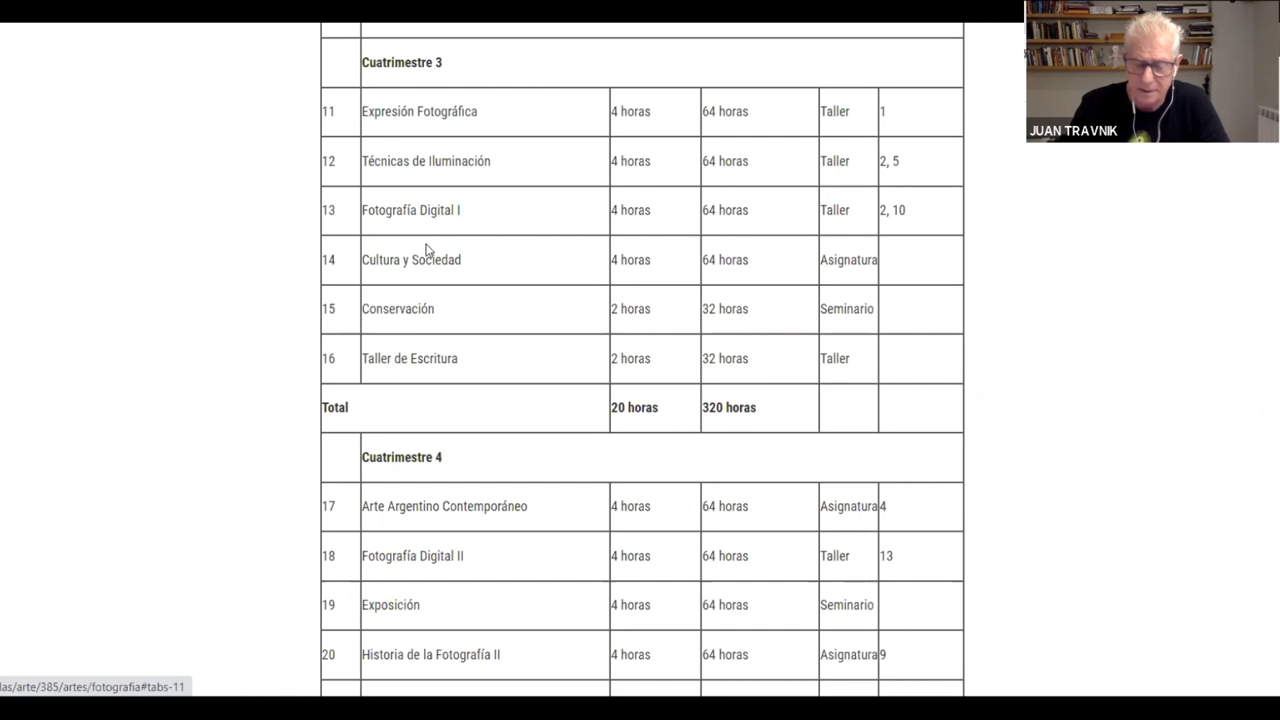 JUAN TRAVNIK
Cuatrimestre 3
11 Expresión Fotográfica 4 horas 64 horas Taller 1
12 Técnicas de Iluminación 4 horas 64 horas Taller 2, 5
13 Fotografía Digital I 4 horas 64 horas Taller 2, 10
14 Cultura y Sociedad 4 horas 64 horas Asignatura
15 Conservación 2 horas 32 horas Seminario
16 Taller de Escritura 2 horas 32 horas Taller
Total 20 horas 320 horas
Cuatrimestre 4
17 Arte Argentino Contemporáneo 4 horas 64 horas Asignatura 4
18 Fotografía Digital II 4 horas 64 horas Taller 13
19 Exposición 4 horas 64 horas Seminario
20 Historia de la Fotografía II 4 horas 64 horas Asignatura 9
las/arte/385/artes/fotografia#tabs-11